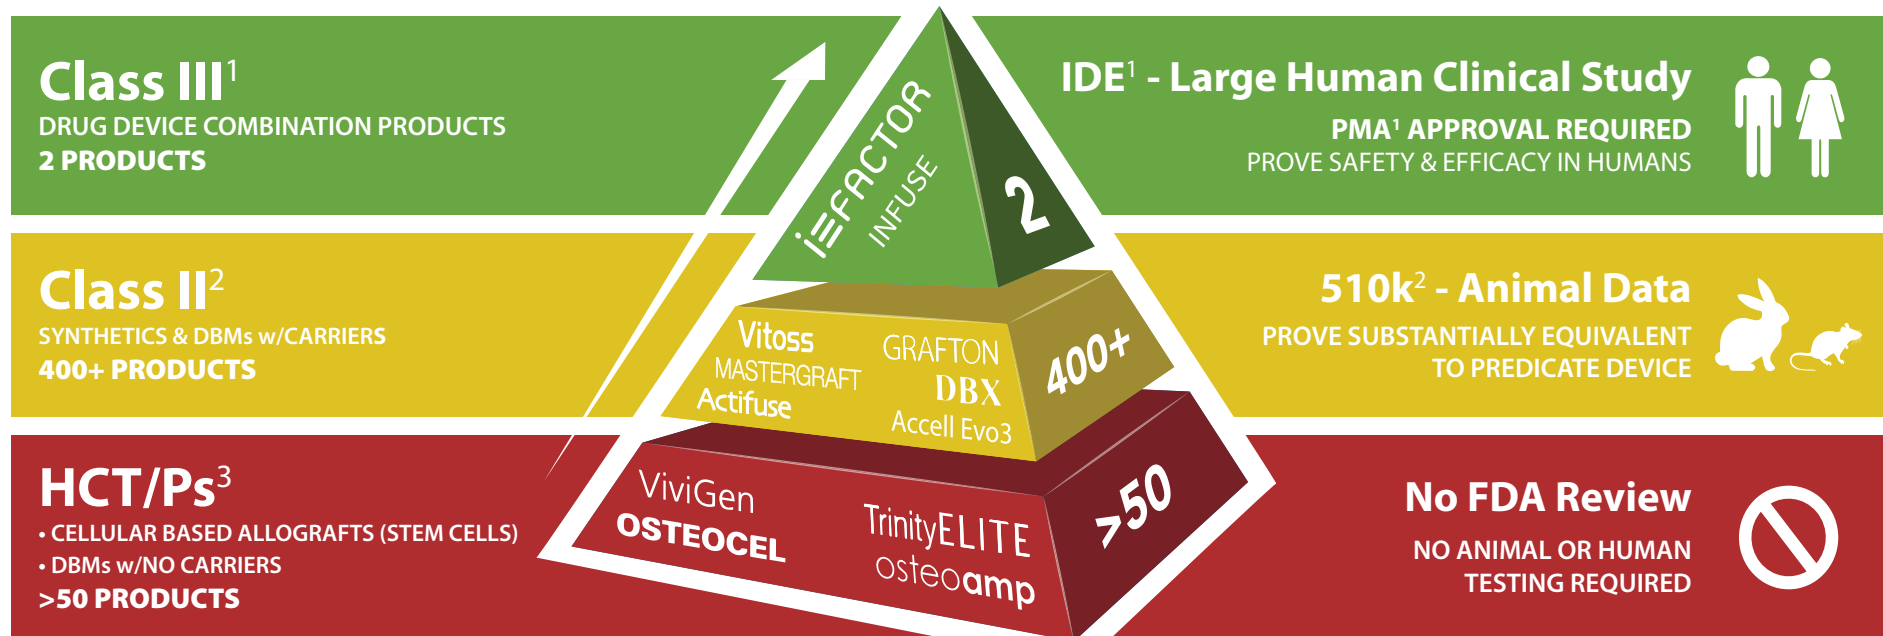 Class III1
DRUG DEVICE COMBINATION PRODUCTS
2 PRODUCTS
i≡FACTOR
INFUSE
2
IDE1 - Large Human Clinical Study
PMA1 APPROVAL REQUIRED
PROVE SAFETY & EFFICACY IN HUMANS
Class II2
SYNTHETICS & DBMs w/CARRIERS
400+ PRODUCTS
Vitoss
MASTERGRAFT
Actifuse
GRAFTON
DBX
Accell Evo3
400+
510k2 - Animal Data
PROVE SUBSTANTIALLY EQUIVALENT
TO PREDICATE DEVICE
HCT/Ps3
• CELLULAR BASED ALLOGRAFTS (STEM CELLS)
• DBMs w/NO CARRIERS
>50 PRODUCTS
ViviGen
OSTEOCEL
TrinityELITE
osteoamp
>50
No FDA Review
NO ANIMAL OR HUMAN
TESTING REQUIRED